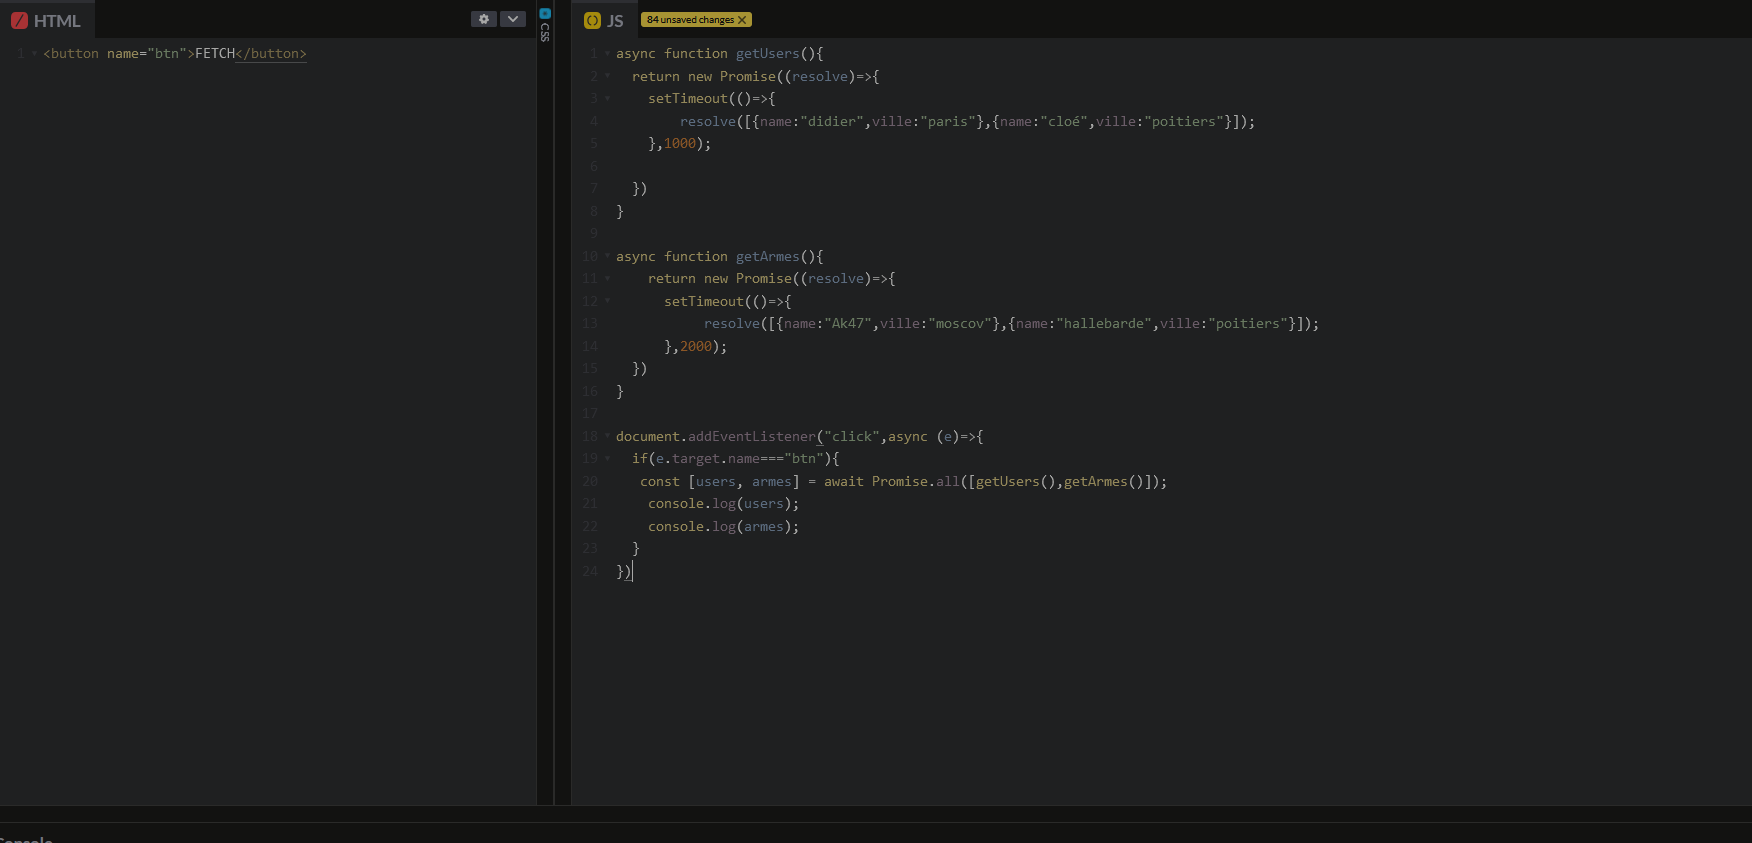 HTML
1 <button name="btn">FETCH</button>
CSS
JS
84 unsaved changes X
1 async function getUsers(){
2 return new Promise((resolve)=>{
3 setTimeout(()=>{
4 resolve([{name:"didier",ville:"paris"},{name:"cloé",ville:"poitiers"}]);
5 },1000);
6
7 })
8 }
9
10 async function getArmes(){
11 return new Promise((resolve)=>{
12 setTimeout(()=>{
13 resolve([{name:"Ak47",ville:"moscov"},{name:"hallebarde",ville:"poitiers"}]);
14 },2000);
15 })
16 }
17
18 document.addEventListener("click",async (e)=>{
19 if(e.target.name==="btn"){
20 const [users, armes] = await Promise.all([getUsers(),getArmes()]);
21 console.log(users);
22 console.log(armes);
23 }
24 })
Console